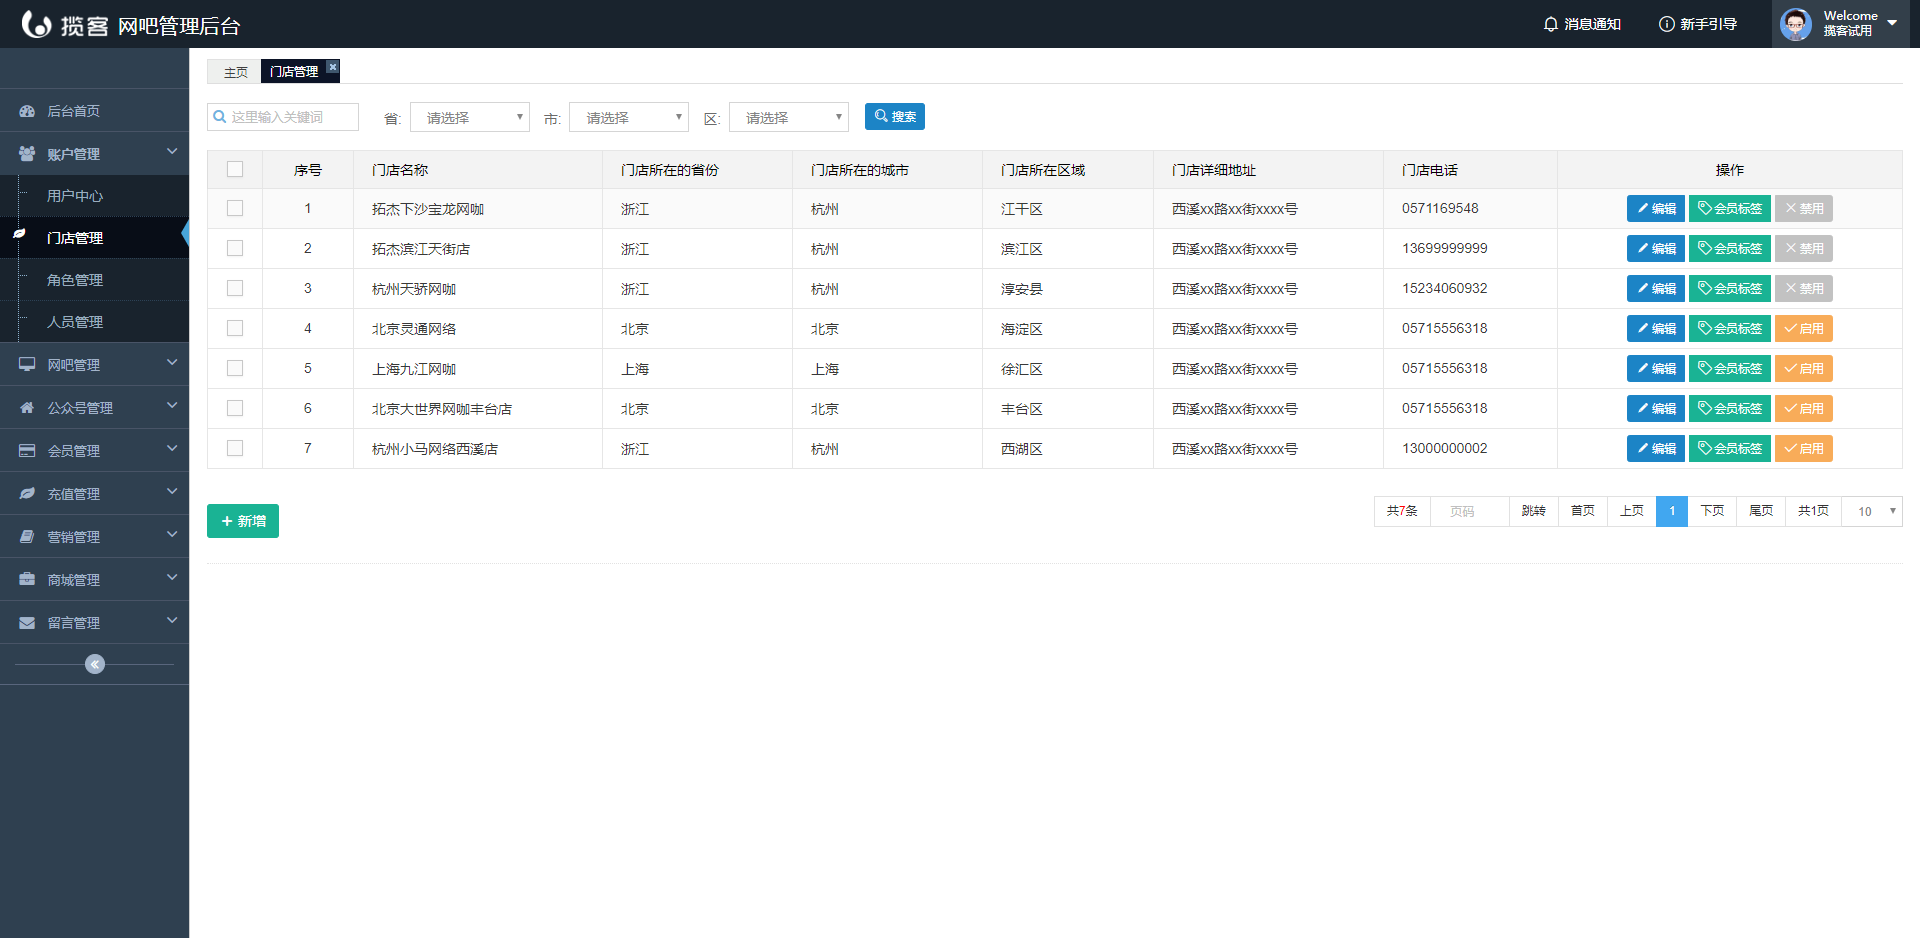 揽客 网吧管理后台
消息通知
新手引导
Welcome
揽客试用
后台首页
账户管理
用户中心
门店管理
角色管理
人员管理
网吧管理
公众号管理
会员管理
充值管理
营销管理
商城管理
留言管理
主页 门店管理
这里输入关键词 省: 请选择 市: 请选择 区: 请选择 搜索
序号 门店名称 门店所在的省份 门店所在的城市 门店所在区域 门店详细地址 门店电话 操作
1 拓杰下沙宝龙网咖 浙江 杭州 江干区 西溪xx路xx街xxxx号 0571169548 编辑 会员标签 禁用
2 拓杰滨江天街店 浙江 杭州 滨江区 西溪xx路xx街xxxx号 13699999999 编辑 会员标签 禁用
3 杭州天骄网咖 浙江 杭州 淳安县 西溪xx路xx街xxxx号 15234060932 编辑 会员标签 禁用
4 北京灵通网络 北京 北京 海淀区 西溪xx路xx街xxxx号 05715556318 编辑 会员标签 启用
5 上海九江网咖 上海 上海 徐汇区 西溪xx路xx街xxxx号 05715556318 编辑 会员标签 启用
6 北京大世界网咖丰台店 北京 北京 丰台区 西溪xx路xx街xxxx号 05715556318 编辑 会员标签 启用
7 杭州小马网络西溪店 浙江 杭州 西湖区 西溪xx路xx街xxxx号 13000000002 编辑 会员标签 启用
新增
共7条 页码 跳转 首页 上页 1 下页 尾页 共1页 10